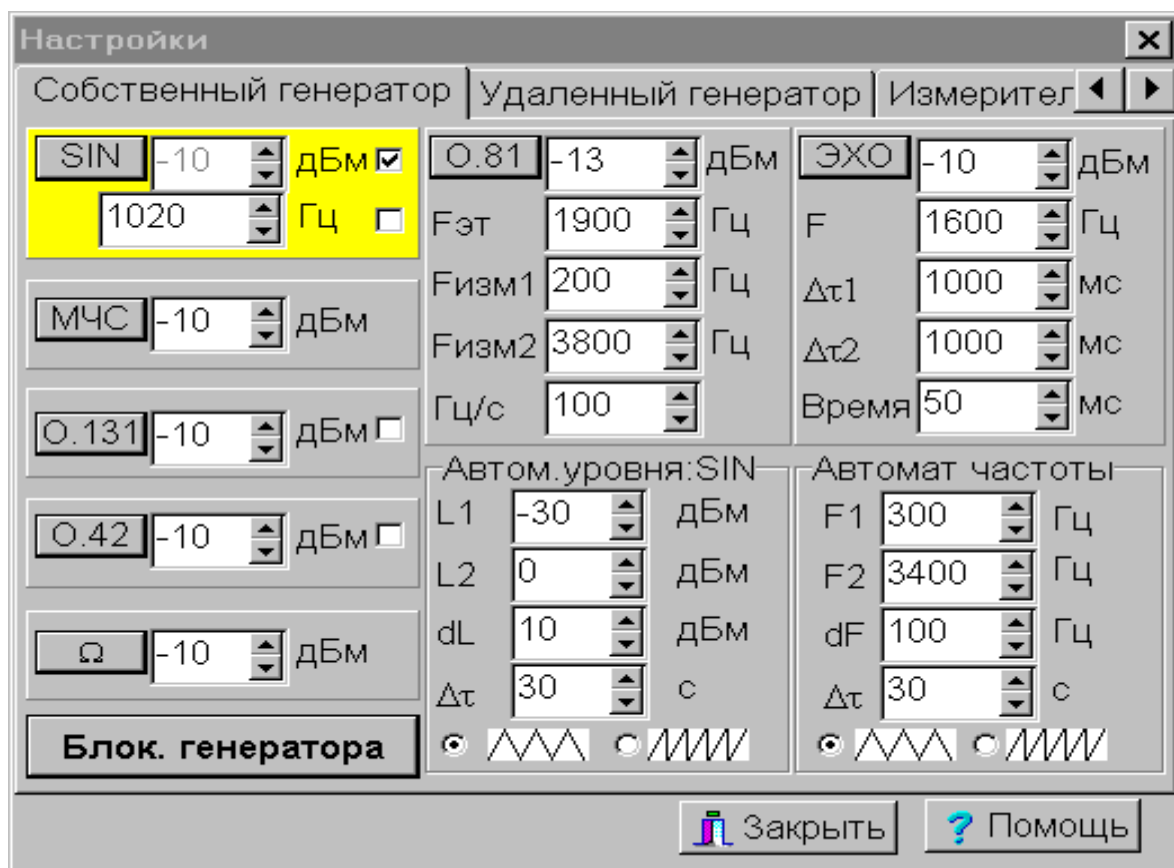 Настройки
Собственный генератор Удаленный генератор Измерител
SIN -10 дБм
1020 Гц
МЧС -10 дБм
О.131 -10 дБм
О.42 -10 дБм
Ω -10 дБм
Блок. генератора
О.81 -13 дБм
Fэт 1900 Гц
Fизм1 200 Гц
Fизм2 3800 Гц
Гц/с 100
ЭХО -10 дБм
F 1600 Гц
Δτ1 1000 мс
Δτ2 1000 мс
Время 50 мс
Автом.уровня:SIN
L1 -30 дБм
L2 0 дБм
dL 10 дБм
Δτ 30 с
Автомат частоты
F1 300 Гц
F2 3400 Гц
dF 100 Гц
Δτ 30 с
Закрыть ? Помощь